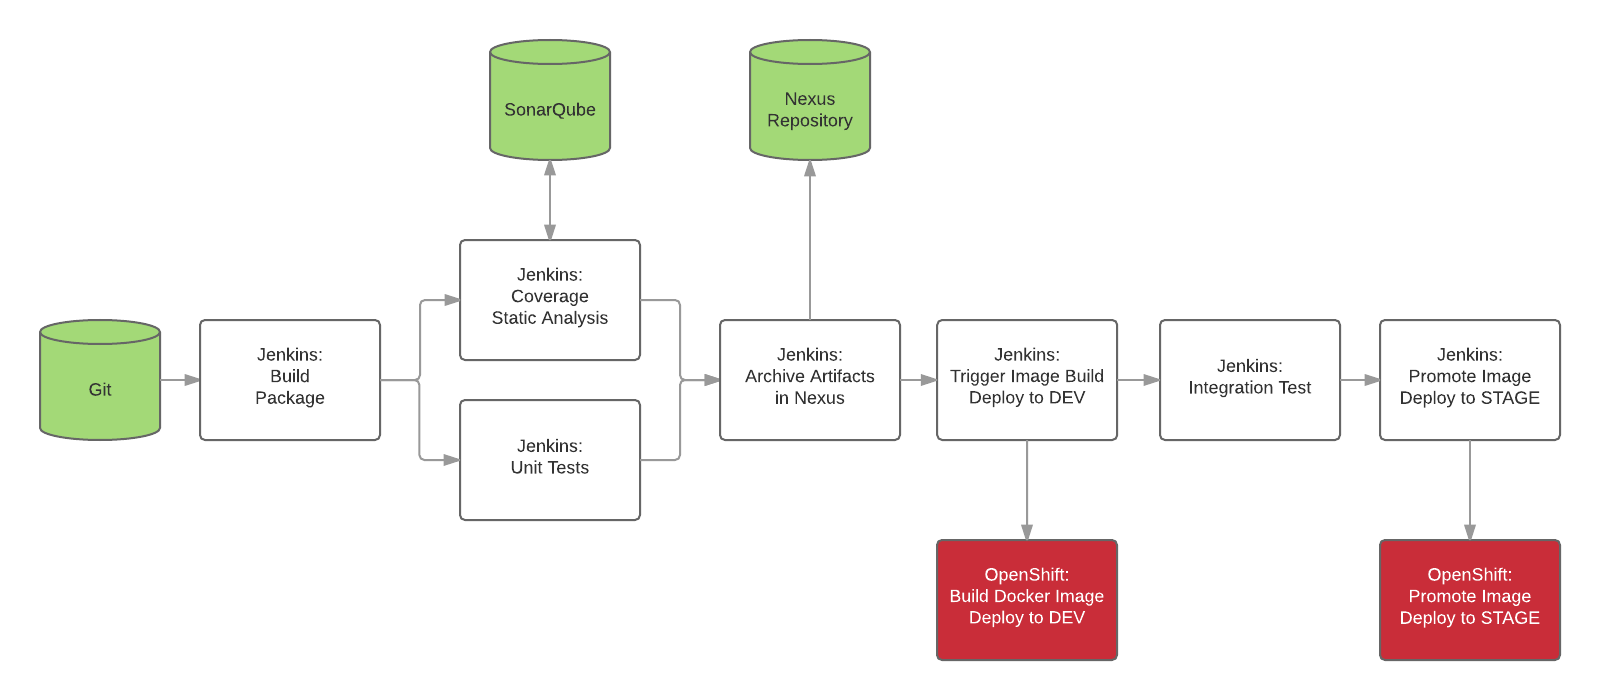 SonarQube
Nexus
Repository
Git
Jenkins:
Build
Package
Jenkins:
Coverage
Static Analysis
Jenkins:
Unit Tests
Jenkins:
Archive Artifacts
in Nexus
Jenkins:
Trigger Image Build
Deploy to DEV
Jenkins:
Integration Test
Jenkins:
Promote Image
Deploy to STAGE
OpenShift:
Build Docker Image
Deploy to DEV
OpenShift:
Promote Image
Deploy to STAGE